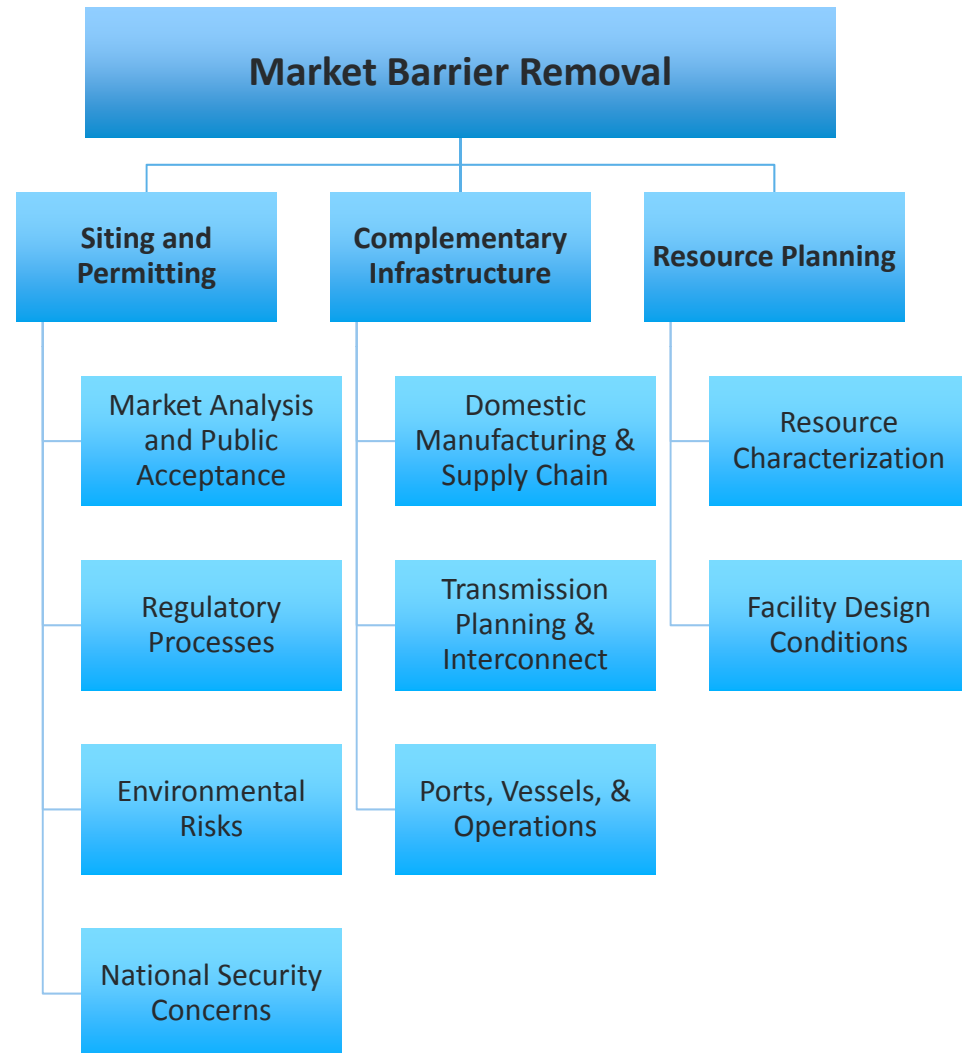 Market Barrier Removal
Siting and
Permitting
Complementary
Infrastructure
Resource Planning
Market Analysis
and Public
Acceptance
Domestic
Manufacturing &
Supply Chain
Resource
Characterization
Regulatory
Processes
Transmission
Planning &
Interconnect
Facility Design
Conditions
Environmental
Risks
Ports, Vessels, &
Operations
National Security
Concerns